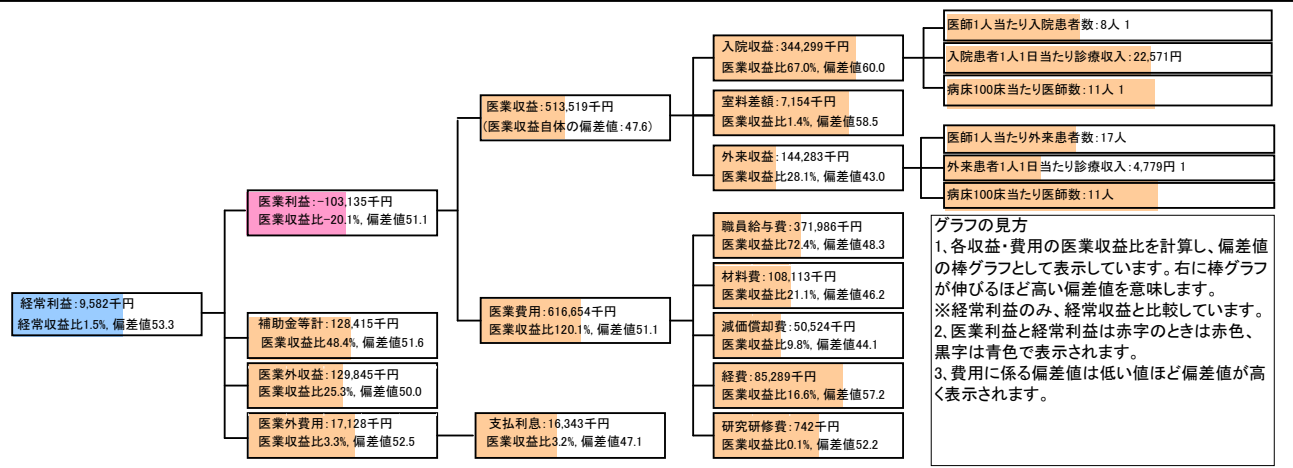 経常利益:9,582千円
経常収比1.5%, 偏差値53.3
医業利益:-103,135千円
医業収益比-20.1%, 偏差値51.1
補助金等計:128,415千円
医業収益比48.4%, 偏差値51.6
医業外収益:129,845千円
医業収益比25.3%, 偏差値50.0
医業外費用:17,128千円
医業収益比3.3%, 偏差値52.5
医業収益:513,519千円
(医業収益自体の偏差値:47.6)
医業費用:616,654千円
医業収益比120.1%, 偏差値51.1
支払利息:16,343千円
医業収益比3.2%, 偏差値47.1
入院収益:344,299千円
医業収益比67.0%, 偏差値60.0
室料差額:7,154千円
医業収益比1.4%, 偏差値58.5
外来収益:144,283千円
医業収益比28.1%, 偏差値43.0
職員給与費:371,986千円
医業収益比72.4%, 偏差値48.3
材料費:108,113千円
医業収益比21.1%, 偏差値46.2
減価償却費:50,524千円
医業収益比9.8%, 偏差値44.1
経費:85,289千円
医業収益比16.6%, 偏差値57.2
研究研修費:742千円
医業収益比0.1%, 偏差値52.2
医師1人当たり入院患者数:8人 1
入院患者1人1日当たり診療収入:22,571円
病床100床当たり医師数:11人 1
医師1人当たり外来患者数:17人
外来患者1人1日当たり診療収入:4,779円 1
病床100床当たり医師数:11人
グラフの見方
1、各収益・費用の医業収益比を計算し、偏差値
の棒グラフとして表示しています。右に棒グラフ
が伸びるほど高い偏差値を意味します。
※経常利益のみ、経常収益と比較しています。
2、医業利益と経常利益は赤字のときは赤色、
黒字は青色で表示されます。
3、費用に係る偏差値は低い値ほど偏差値が高
く表示されます。